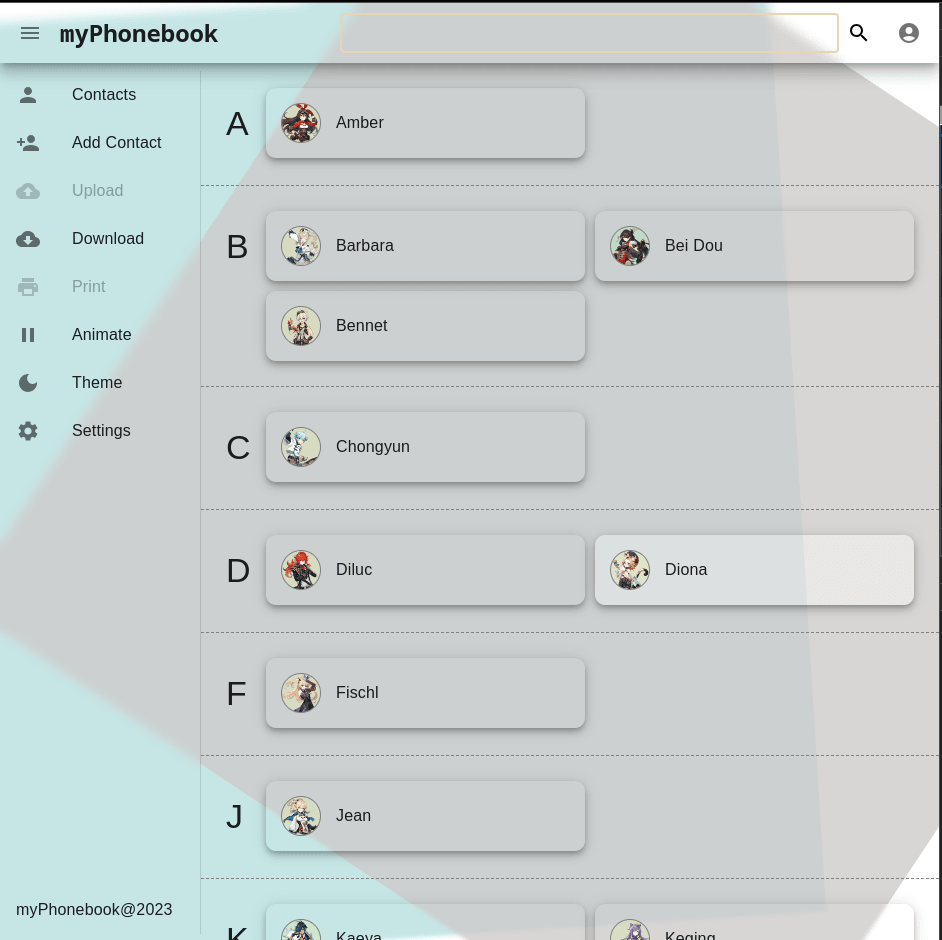 myPhonebook
Contacts
Add Contact
Upload
Download
Print
Animate
Theme
Settings
myPhonebook@2023
A
Amber
B
Barbara
Bei Dou
Bennet
C
Chongyun
D
Diluc
Diona
F
Fischl
J
Jean
K
Kaeya
Keqing